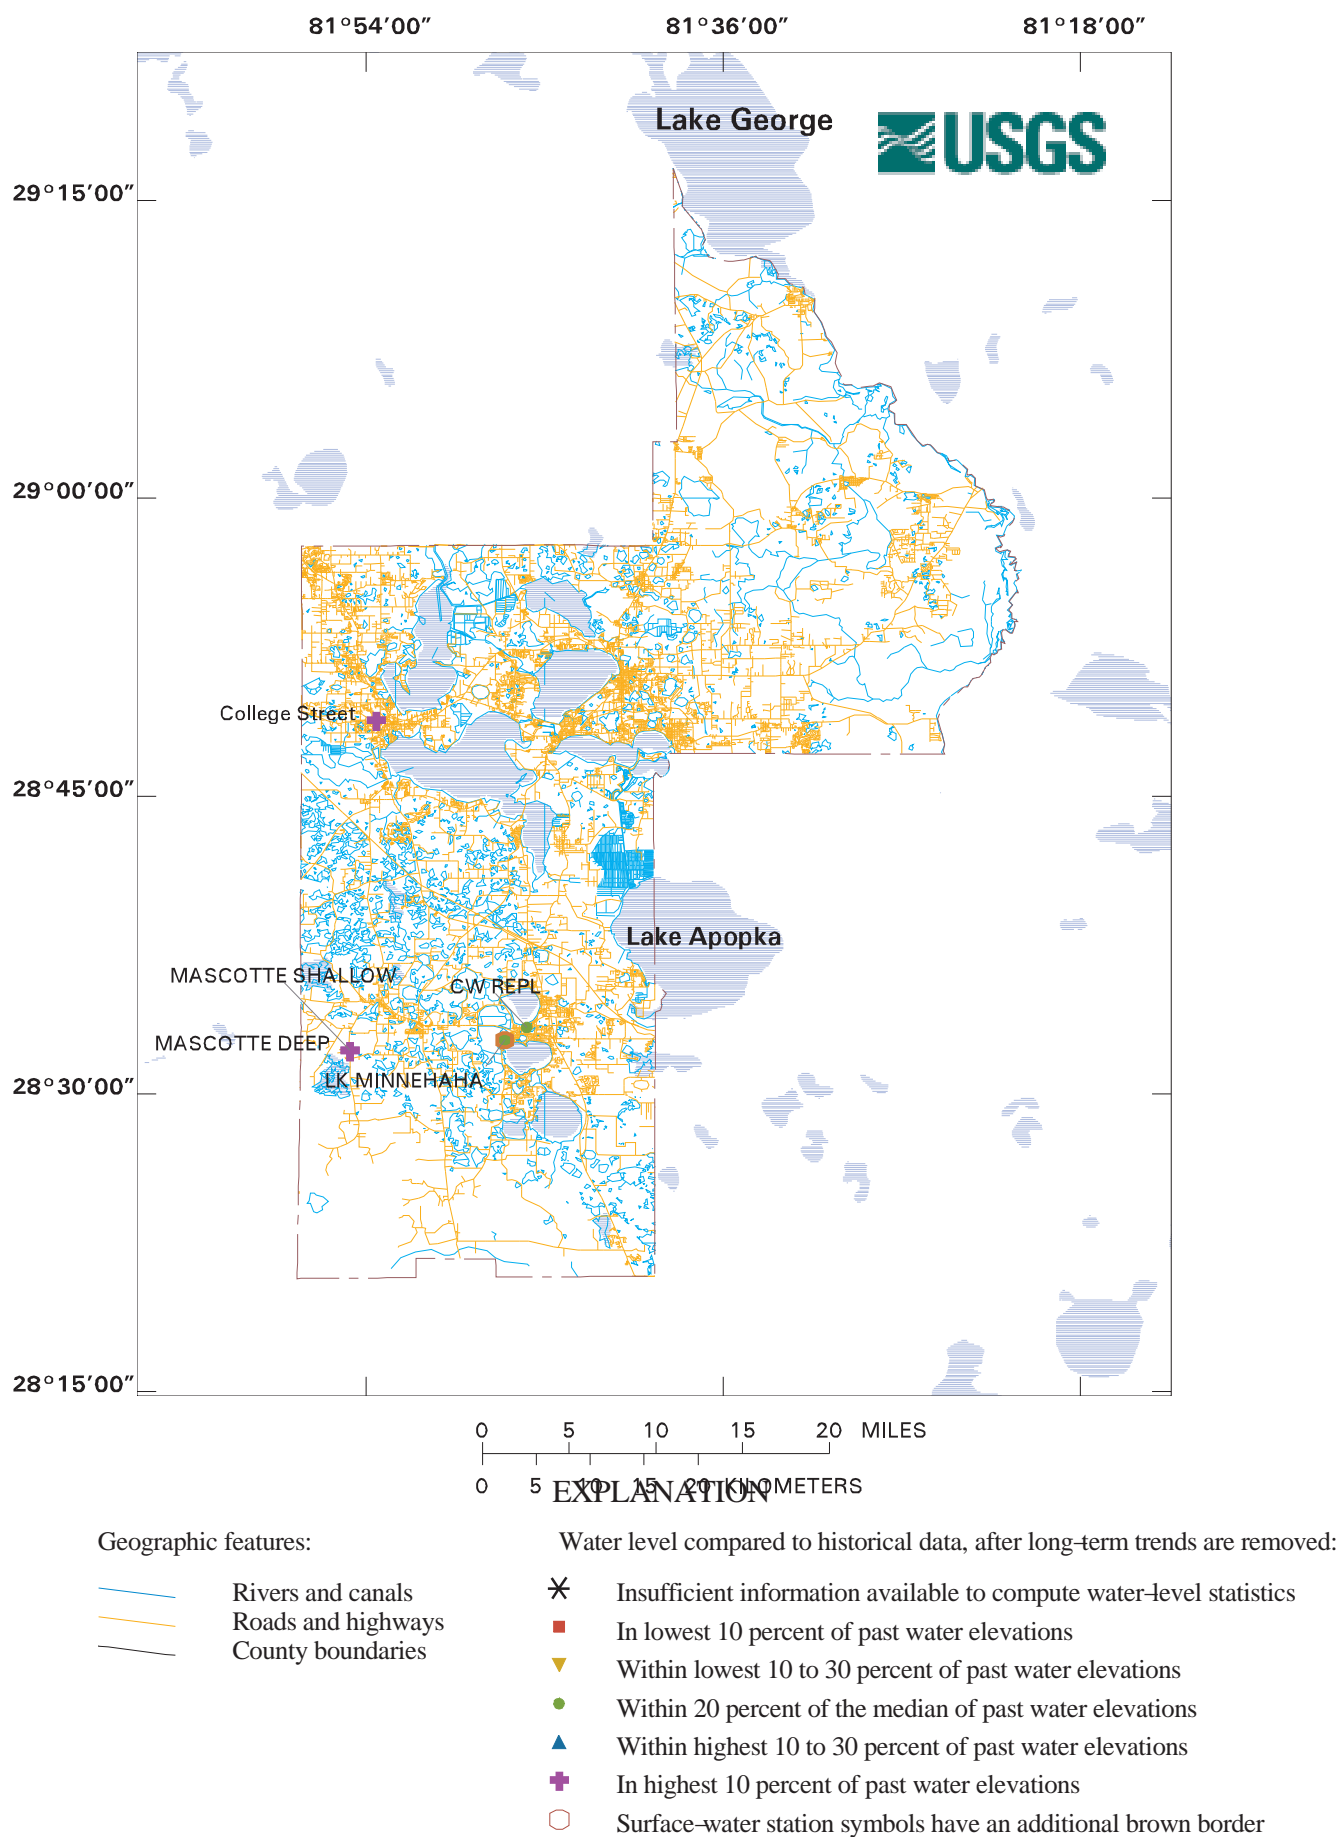 81°54′00″ 81°36′00″ 81°18′00″
Lake George
USGS
29°15′00″
29°00′00″
College Street
28°45′00″
Lake Apopka
MASCOTTE SHALLOW
CW REPL
MASCOTTE DEEP
LK MINNEHAHA
28°30′00″
28°15′00″
0 5 10 15 20 MILES
0 5 10 15 20 KILOMETERS
EXPLANATION
Geographic features:
Rivers and canals
Roads and highways
County boundaries
Water level compared to historical data, after long-term trends are removed:
Insufficient information available to compute water-level statistics
In lowest 10 percent of past water elevations
Within lowest 10 to 30 percent of past water elevations
Within 20 percent of the median of past water elevations
Within highest 10 to 30 percent of past water elevations
In highest 10 percent of past water elevations
Surface-water station symbols have an additional brown border